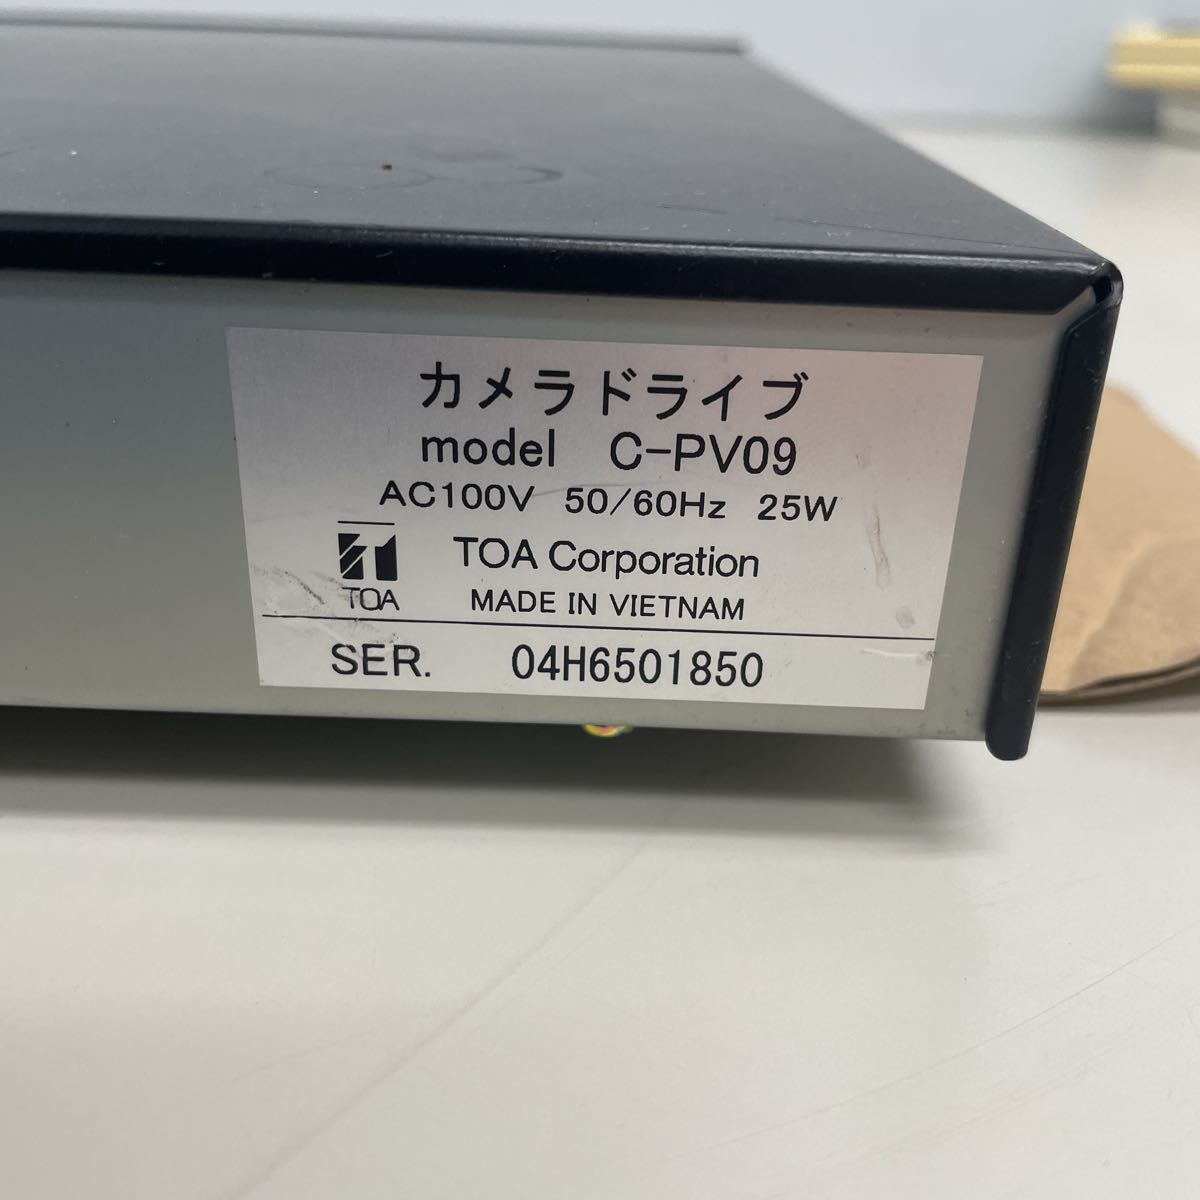 カメラドライブ
model C-PV09
AC100V 50/60Hz 25W
TOA Corporation
TOA MADE IN VIETNAM
SER. 04H6501850